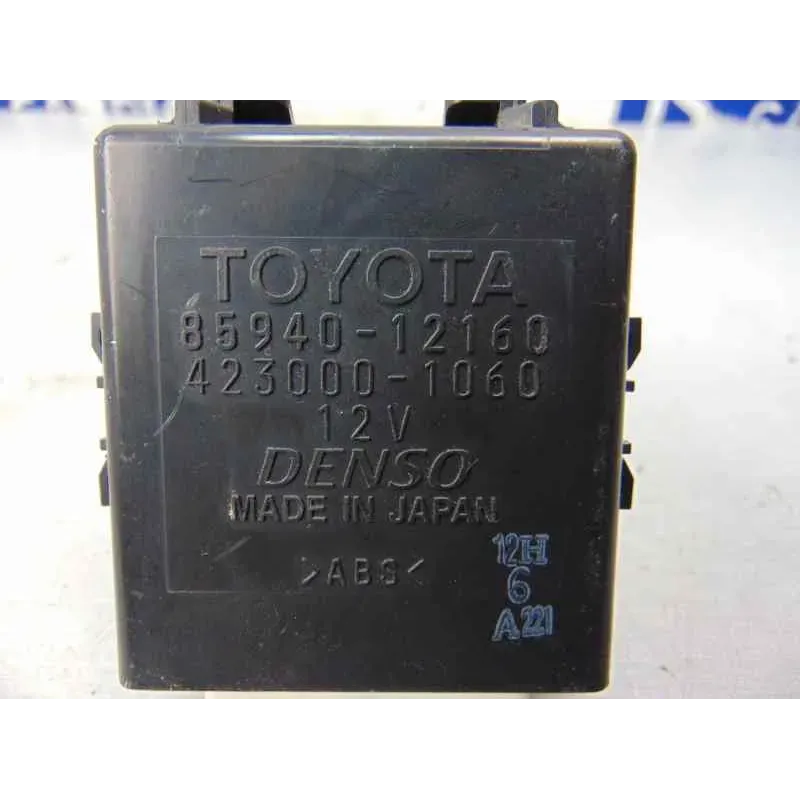 TOYOTA
85940-12160
423000-1060
12V
DENSO
MADE IN JAPAN
>ABS<
12H
6
A221